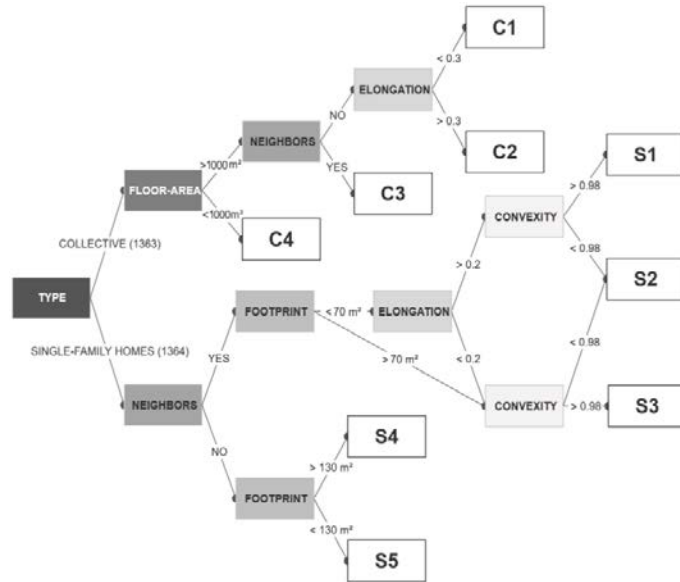 C1
< 0.3
ELONGATION
> 0.3
NO
C2
NEIGHBORS
>1000m²
YES
S1
> 0.98
FLOOR-AREA
C3
<1000m²
CONVEXITY
C4
< 0.98
COLLECTIVE (1363)
> 0.2
S2
TYPE
FOOTPRINT
< 70 m²
ELONGATION
SINGLE-FAMILY HOMES (1364)
YES
> 70 m²
< 0.2
< 0.98
NEIGHBORS
CONVEXITY
> 0.98
S3
S4
NO
> 130 m²
FOOTPRINT
< 130 m²
S5